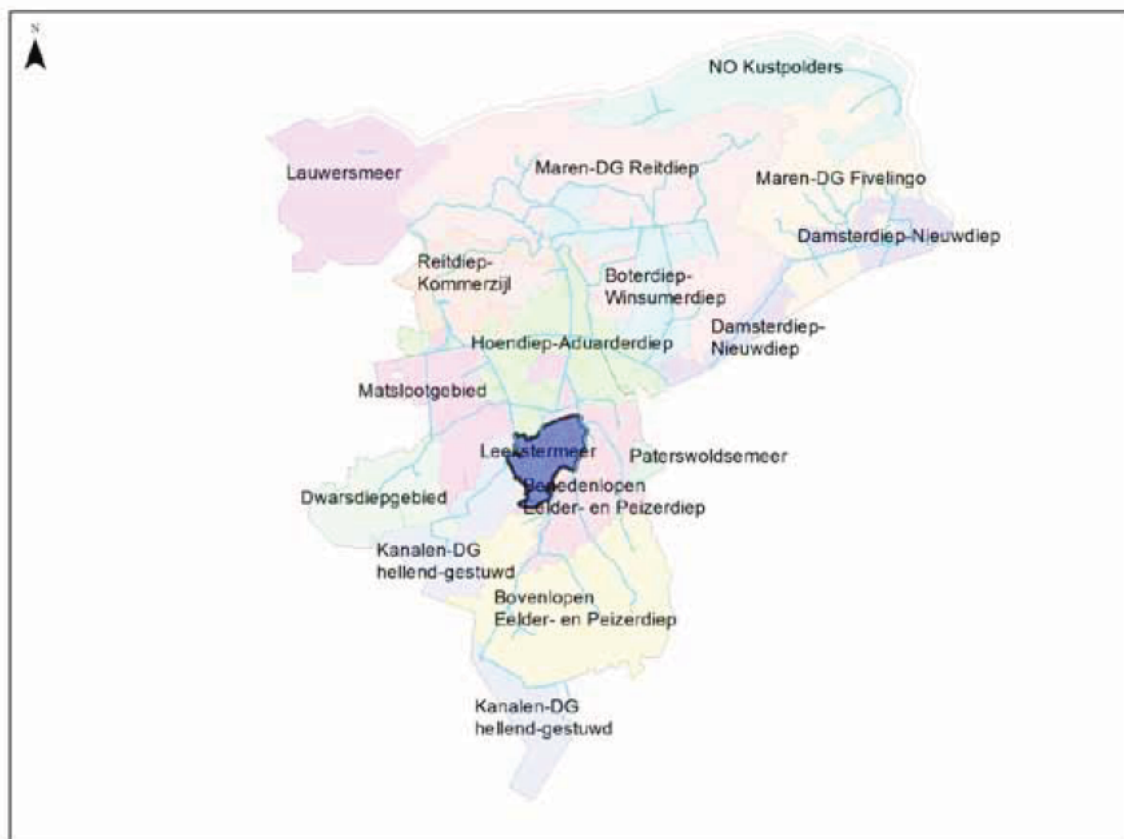 N
NO Kustpolders
Lauwersmeer
Maren-DG Reitdiep
Maren-DG Fivelingo
Damsterdiep-Nieuwdiep
Reitdiep-
Kommerzijl
Boterdiep-
Winsumerdiep
Damsterdiep-
Nieuwdiep
Hoendiep-Aduarderdiep
Matslootgebied
Leekstermeer
Paterswoldsemeer
Benedenlopen
Eelder- en Peizerdiep
Dwarsdiepgebied
Kanalen-DG
hellend-gestuwd
Bovenlopen
Eelder- en Peizerdiep
Kanalen-DG
hellend-gestuwd